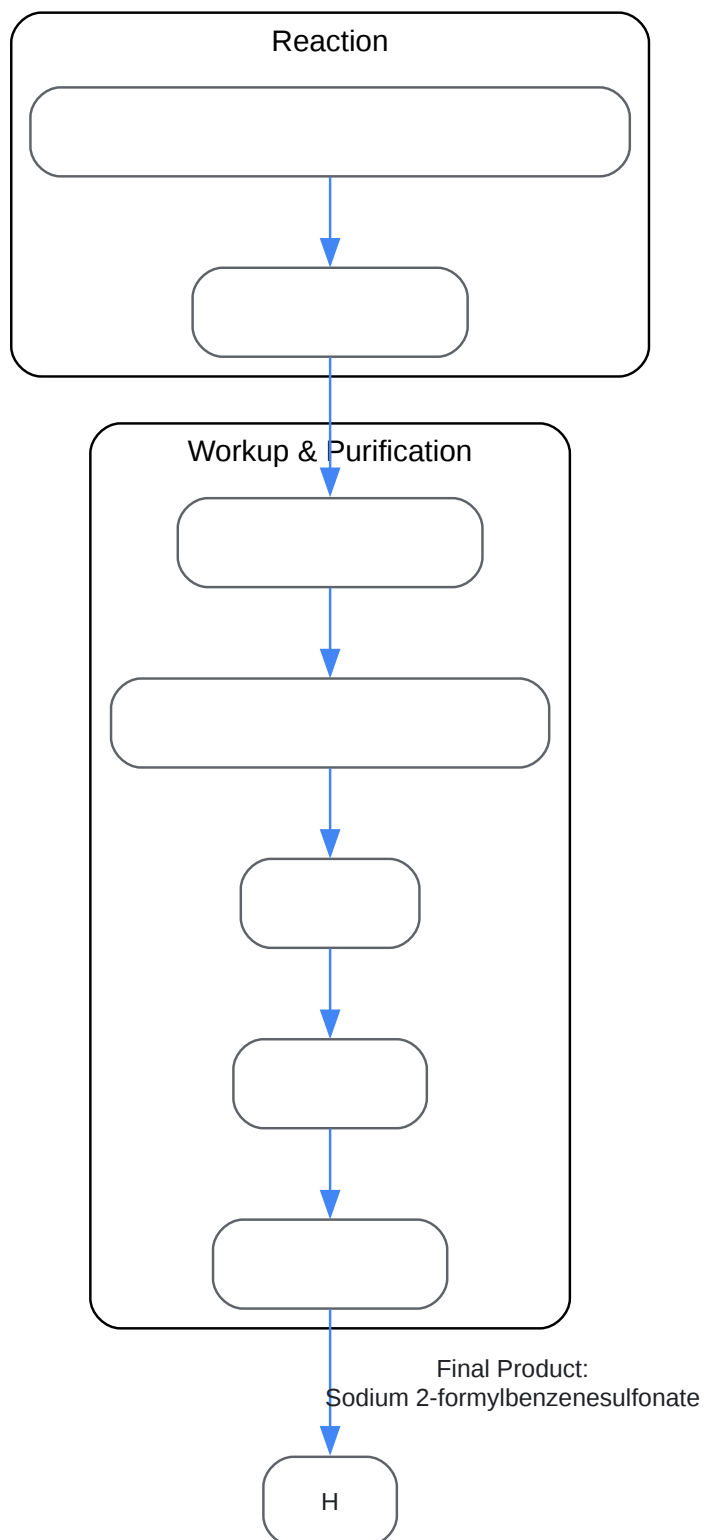 Reaction
Workup & Purification
Final Product:
Sodium 2-formylbenzenesulfonate
H